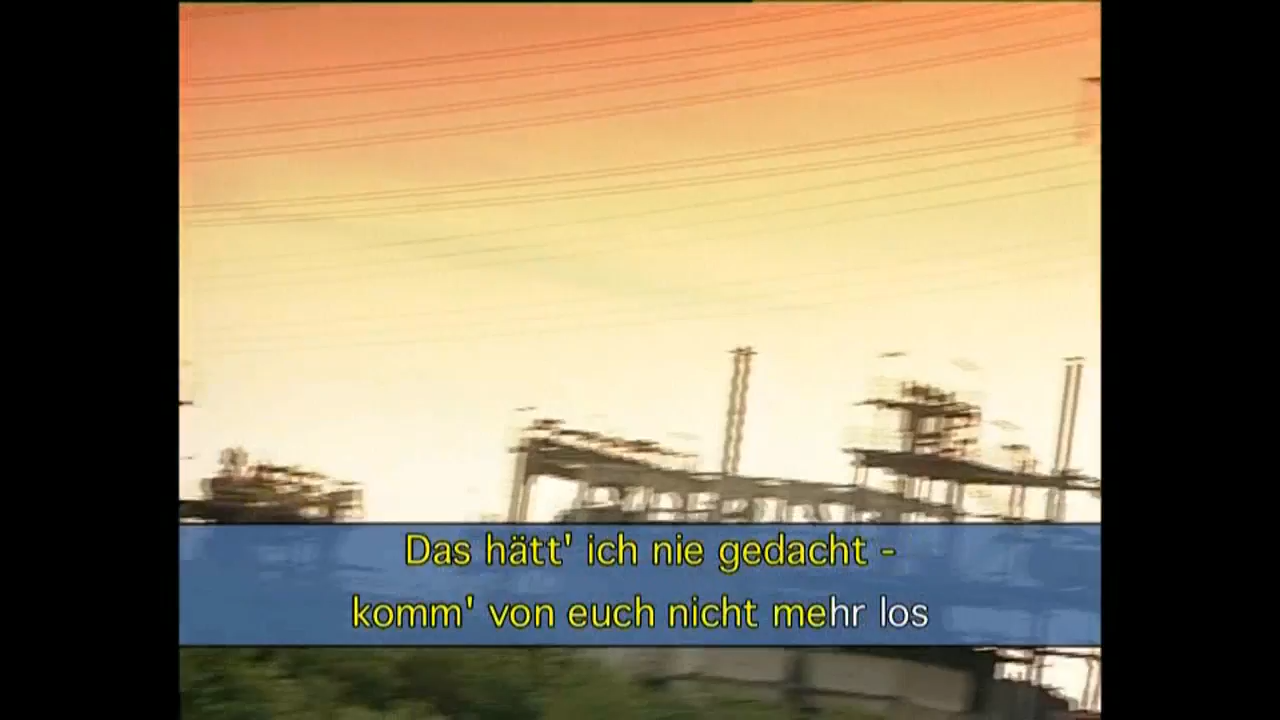 Das hätt' ich nie gedacht -
komm' von euch nicht mehr los